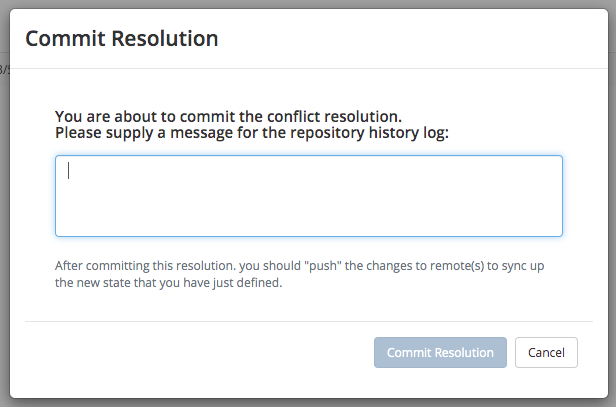 Commit Resolution
You are about to commit the conflict resolution.
Please supply a message for the repository history log:
After committing this resolution. you should "push" the changes to remote(s) to sync up
the new state that you have just defined.
Commit Resolution
Cancel